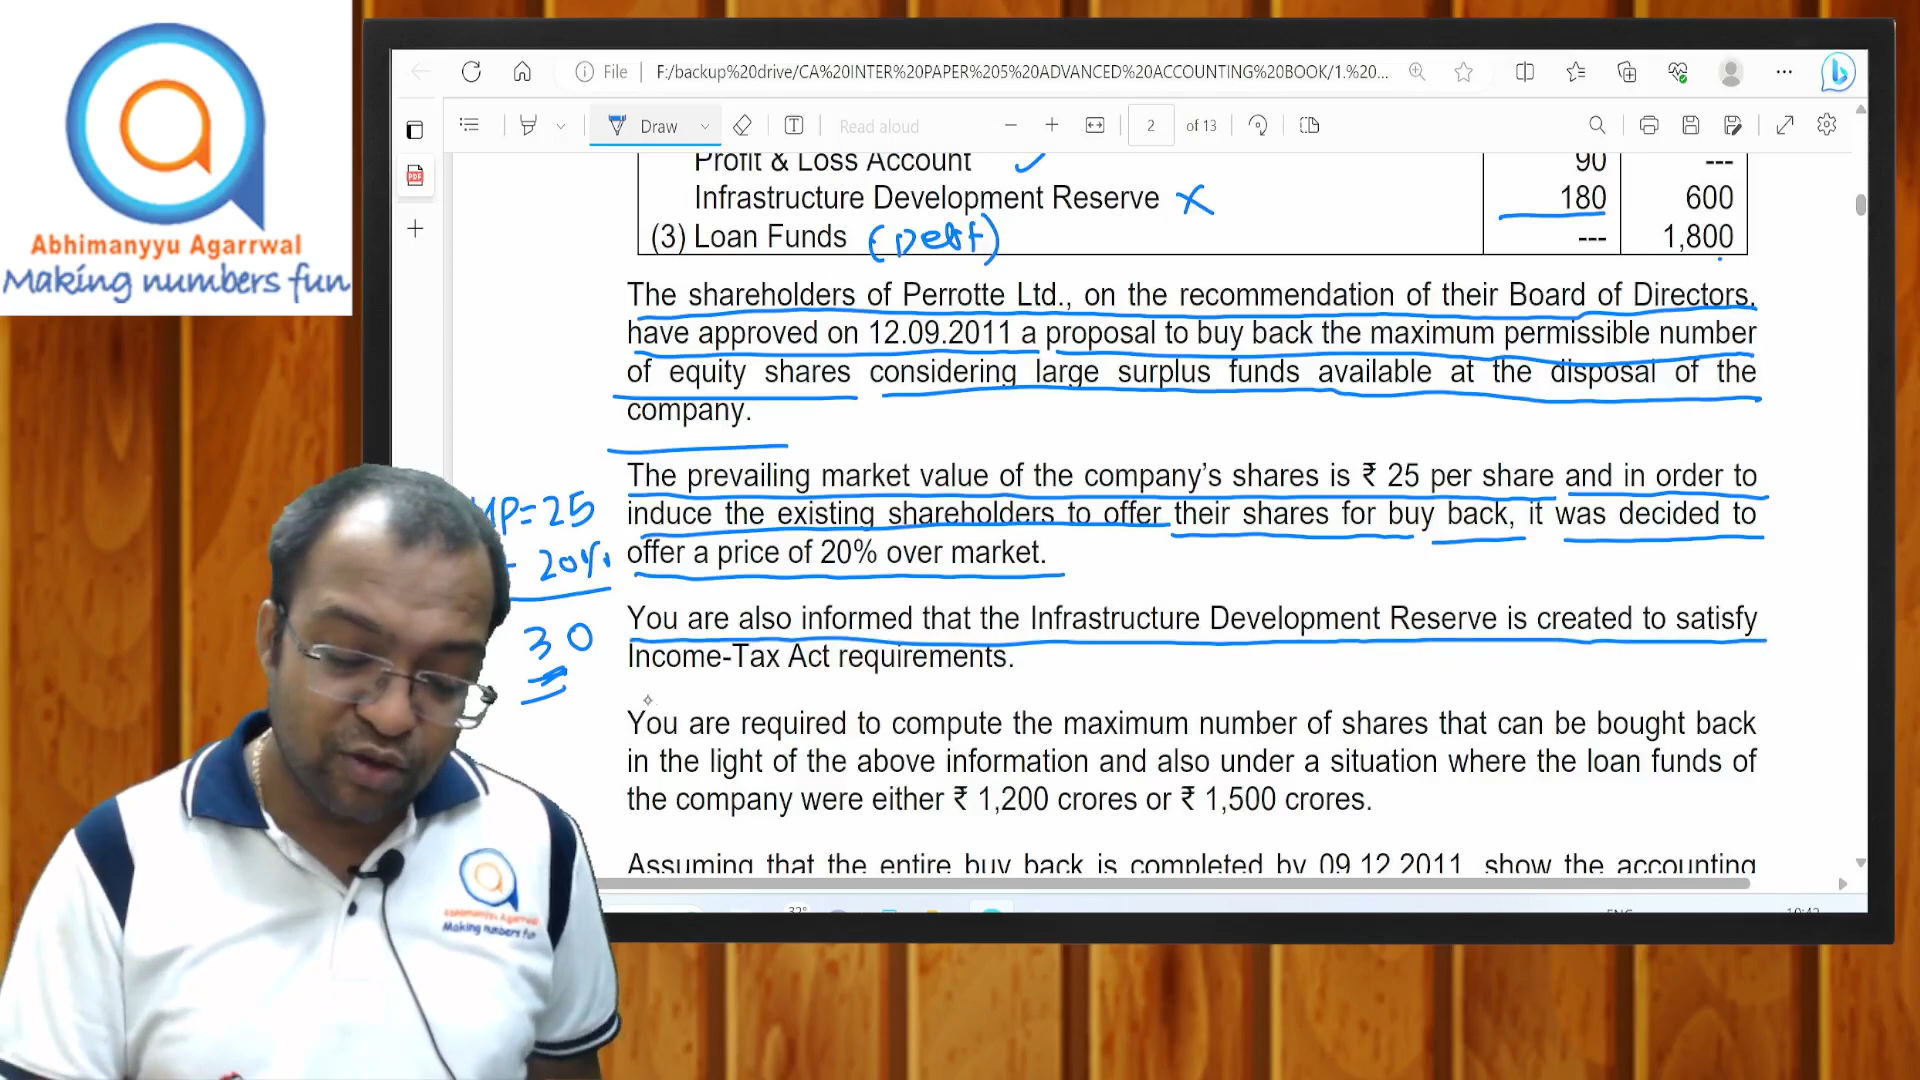 Abhimanyyu Agarrwal
Making numbers fun
File
F:/backup%20drive/CA%20INTER%20PAPER%205%20ADVANCED%20ACCOUNTING%20BOOK/1.%20...
Draw
Read aloud
2 of 13
Profit & Loss Account 90 ---
Infrastructure Development Reserve 180 600
(3) Loan Funds (Debt) --- 1,800
The shareholders of Perrotte Ltd., on the recommendation of their Board of Directors,
have approved on 12.09.2011 a proposal to buy back the maximum permissible number
of equity shares considering large surplus funds available at the disposal of the
company.
The prevailing market value of the company's shares is ₹ 25 per share and in order to
induce the existing shareholders to offer their shares for buy back, it was decided to
offer a price of 20% over market.
MP=25
20%
30
You are also informed that the Infrastructure Development Reserve is created to satisfy
Income-Tax Act requirements.
You are required to compute the maximum number of shares that can be bought back
in the light of the above information and also under a situation where the loan funds of
the company were either ₹ 1,200 crores or ₹ 1,500 crores.
Assuming that the entire buy back is completed by 09.12.2011, show the accounting
Abhimanyyu Agarrwal
Making numbers fun